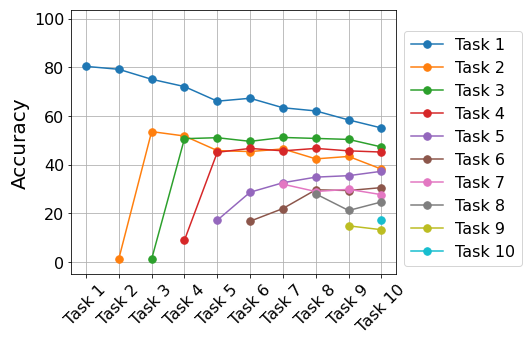 Accuracy
100
80
60
40
20
0
Task 1
Task 2
Task 3
Task 4
Task 5
Task 6
Task 7
Task 8
Task 9
Task 10
Task 1
Task 2
Task 3
Task 4
Task 5
Task 6
Task 7
Task 8
Task 9
Task 10